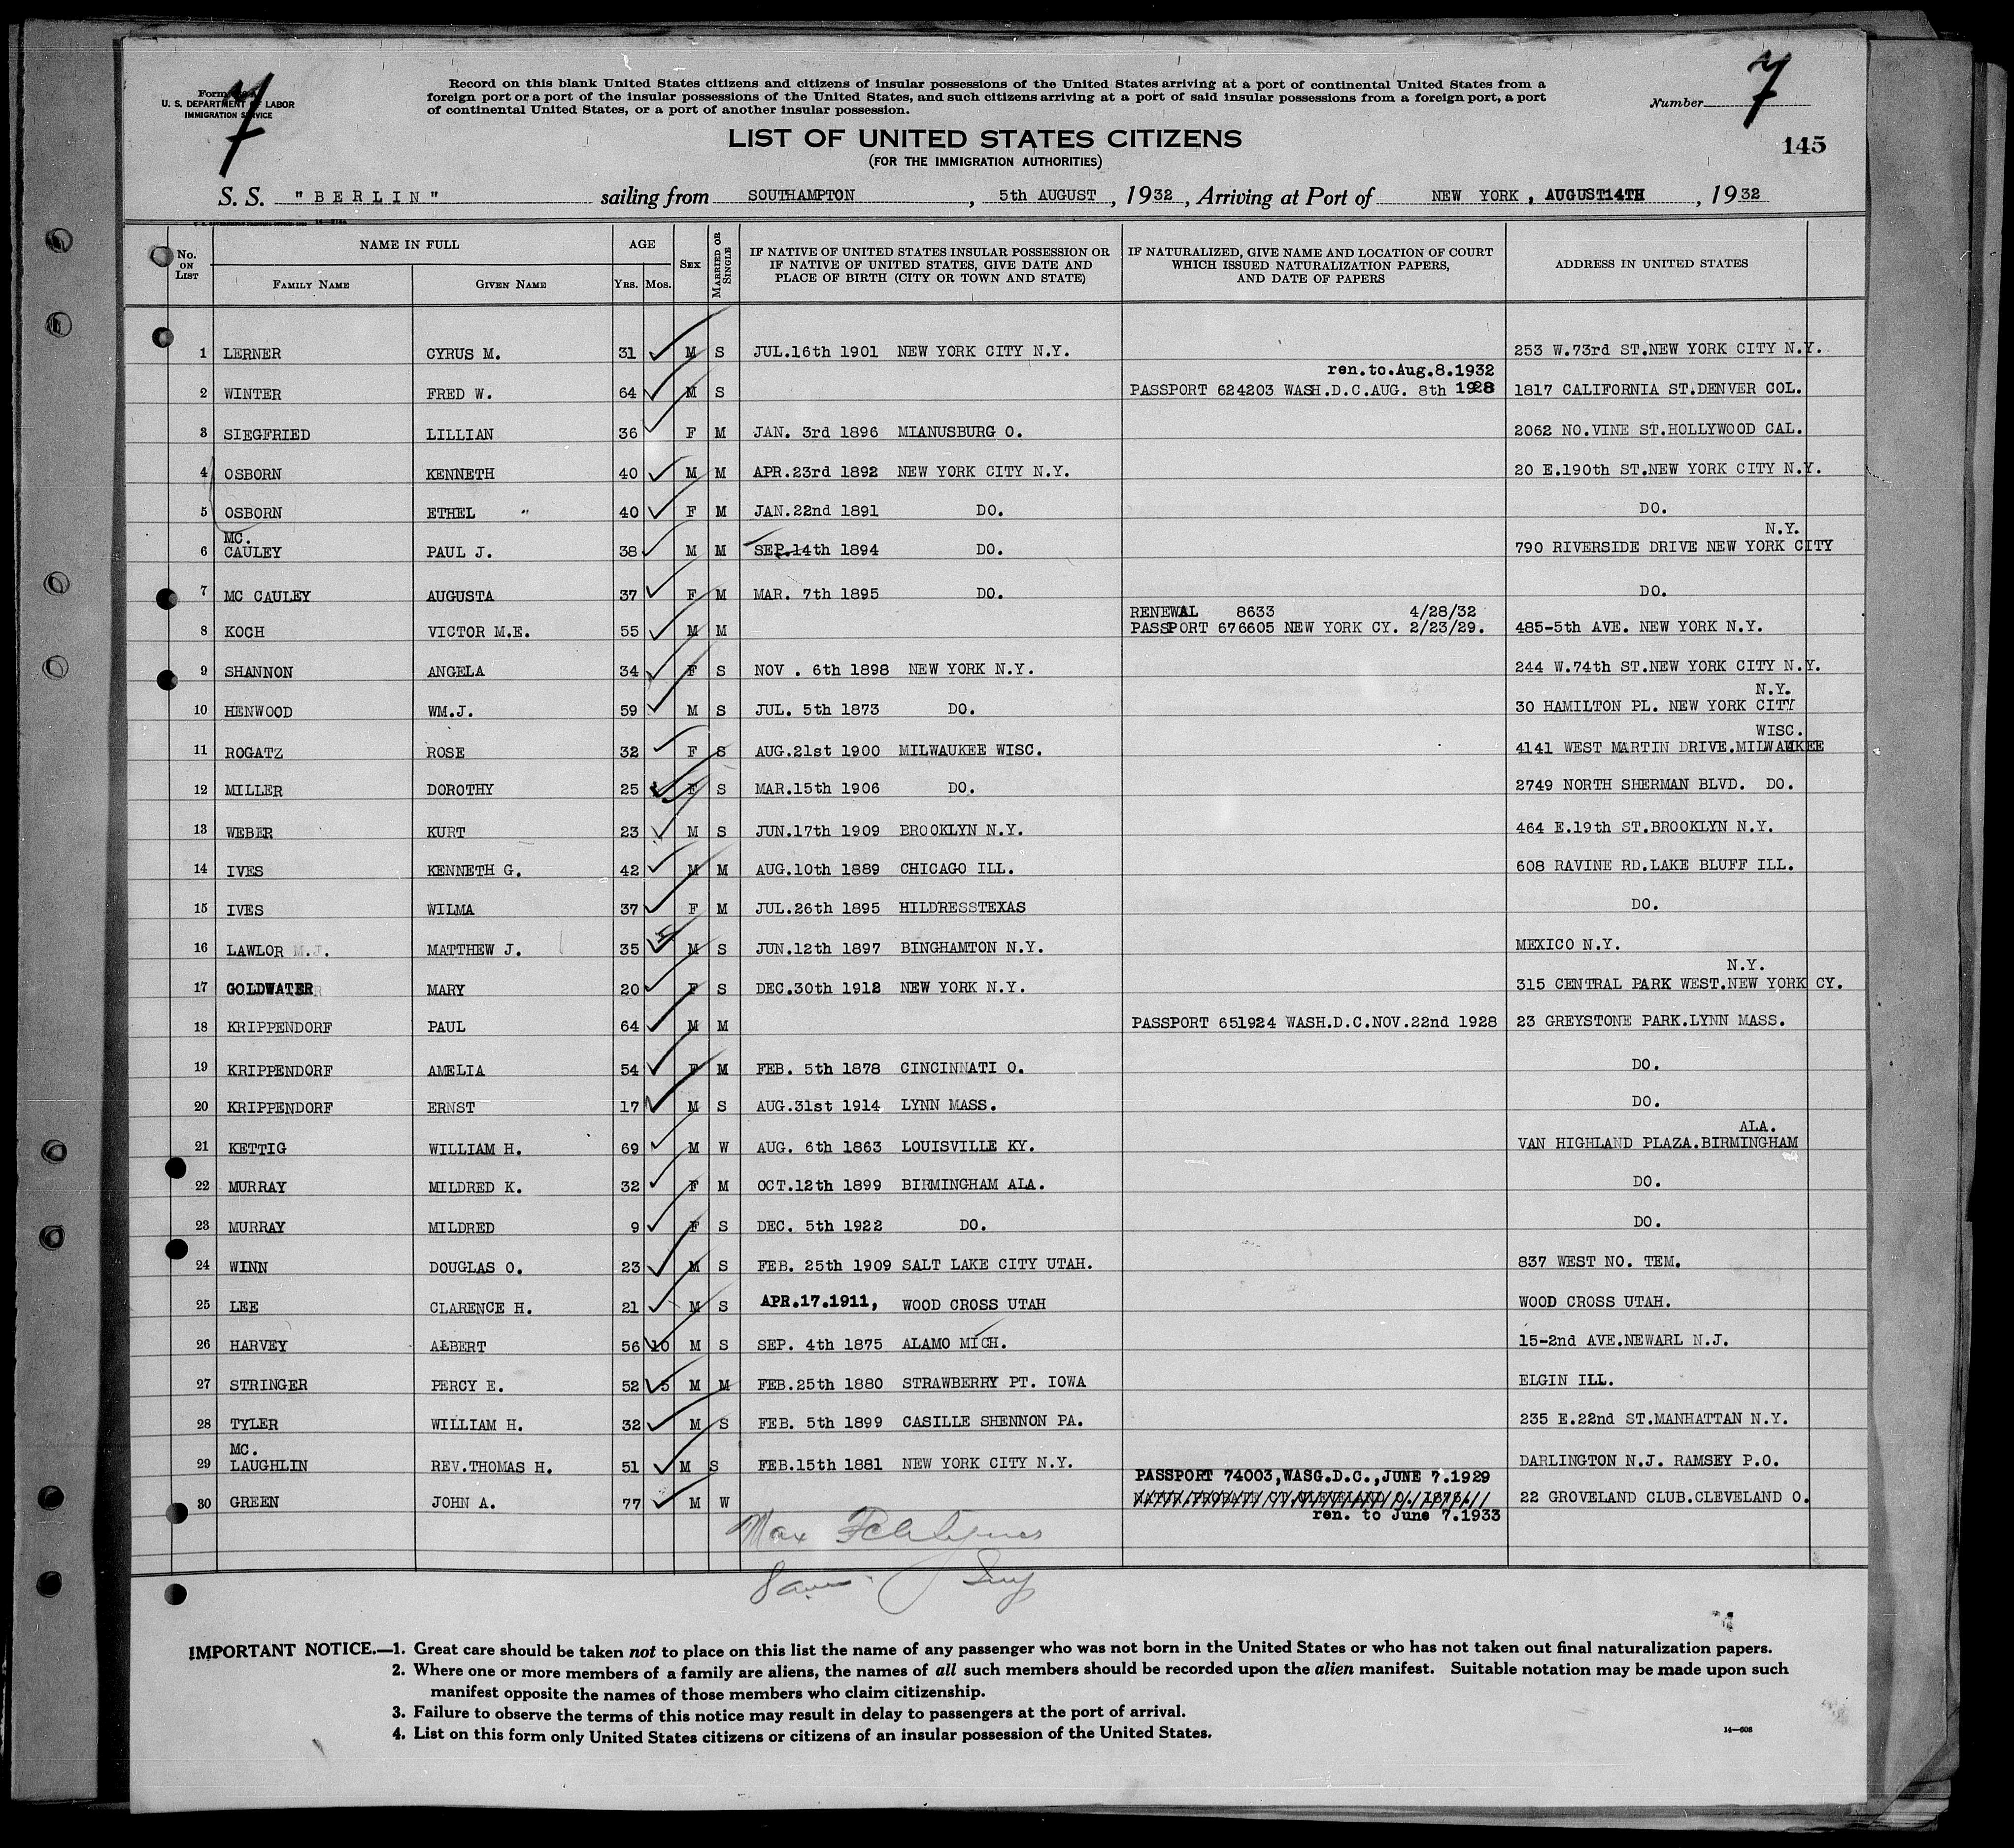 7
Form
U. S. DEPARTMENT OF LABOR
IMMIGRATION SERVICE
Record on this blank United States citizens and citizens of insular possessions of the United States arriving at a port of continental United States from a
foreign port or a port of the insular possessions of the United States, and such citizens arriving at a port of said insular possessions from a foreign port, a port
of continental United States, or a port of another insular possession.
Number 7
LIST OF UNITED STATES CITIZENS
(FOR THE IMMIGRATION AUTHORITIES)
145
S. S. "BERLIN" sailing from SOUTHAMPTON, 5th AUGUST, 1932, Arriving at Port of NEW YORK, AUGUST14TH, 1932
No. ON LIST NAME IN FULL FAMILY NAME GIVEN NAME AGE YRS. MOS. SEX MARRIED OR SINGLE IF NATIVE OF UNITED STATES INSULAR POSSESSION OR IF NATIVE OF UNITED STATES, GIVE DATE AND PLACE OF BIRTH (CITY OR TOWN AND STATE) IF NATURALIZED, GIVE NAME AND LOCATION OF COURT WHICH ISSUED NATURALIZATION PAPERS, AND DATE OF PAPERS ADDRESS IN UNITED STATES
1 LERNER CYRUS M. 31 M S JUL.16th 1901 NEW YORK CITY N.Y. 253 W.73rd ST.NEW YORK CITY N.Y.
ren.to.Aug.8.1932
2 WINTER FRED W. 64 M S PASSPORT 624203 WASH.D.C.AUG. 8th 1928 1817 CALIFORNIA ST.DENVER COL.
3 SIEGFRIED LILLIAN 36 F M JAN. 3rd 1896 MIANUSBURG O. 2062 NO.VINE ST.HOLLYWOOD CAL.
4 OSBORN KENNETH 40 M M APR.23rd 1892 NEW YORK CITY N.Y. 20 E.190th ST.NEW YORK CITY N.Y.
5 OSBORN ETHEL " 40 F M JAN.22nd 1891 DO. DO.
MC. N.Y.
6 CAULEY PAUL J. 38 M M SEP.14th 1894 DO. 790 RIVERSIDE DRIVE NEW YORK CITY
7 MC CAULEY AUGUSTA 37 F M MAR. 7th 1895 DO. DO.
RENEWAL 8633 4/28/32
8 KOCH VICTOR M.E. 55 M M PASSPORT 676605 NEW YORK CY. 2/23/29. 485-5th AVE. NEW YORK N.Y.
9 SHANNON ANGELA 34 F S NOV . 6th 1898 NEW YORK N.Y. 244 W.74th ST.NEW YORK CITY N.Y.
N.Y.
10 HENWOOD WM.J. 59 M S JUL. 5th 1873 DO. 30 HAMILTON PL. NEW YORK CITY
WISC.
11 ROGATZ ROSE 32 F S AUG.21st 1900 MILWAUKEE WISC. 4141 WEST MARTIN DRIVE.MILWAUKEE
12 MILLER DOROTHY 25 F S MAR.15th 1906 DO. 2749 NORTH SHERMAN BLVD. DO.
13 WEBER KURT 23 M S JUN.17th 1909 BROOKLYN N.Y. 464 E.19th ST.BROOKLYN N.Y.
14 IVES KENNETH G. 42 M M AUG.10th 1889 CHICAGO ILL. 608 RAVINE RD.LAKE BLUFF ILL.
15 IVES WILMA 37 F M JUL.26th 1895 HILDRESSTEXAS DO.
16 LAWLOR M.J. MATTHEW J. 35 M S JUN.12th 1897 BINGHAMTON N.Y. MEXICO N.Y.
N.Y.
17 GOLDWATER MARY 20 F S DEC.30th 1912 NEW YORK N.Y. 315 CENTRAL PARK WEST.NEW YORK CY.
18 KRIPPENDORF PAUL 64 M M PASSPORT 651924 WASH.D.C.NOV.22nd 1928 23 GREYSTONE PARK.LYNN MASS.
19 KRIPPENDORF AMELIA 54 F M FEB. 5th 1878 CINCINNATI O. DO.
20 KRIPPENDORF ERNST 17 M S AUG.31st 1914 LYNN MASS. DO.
ALA.
21 KETTIG WILLIAM H. 69 M W AUG. 6th 1863 LOUISVILLE KY. VAN HIGHLAND PLAZA.BIRMINGHAM
22 MURRAY MILDRED K. 32 F M OCT.12th 1899 BIRMINGHAM ALA. DO.
23 MURRAY MILDRED 9 F S DEC. 5th 1922 DO. DO.
24 WINN DOUGLAS O. 23 M S FEB. 25th 1909 SALT LAKE CITY UTAH. 837 WEST NO. TEM.
25 LEE CLARENCE H. 21 M S APR.17.1911, WOOD CROSS UTAH WOOD CROSS UTAH.
26 HARVEY ALBERT 56 10 M S SEP. 4th 1875 ALAMO MICH. 15-2nd AVE.NEWARL N.J.
27 STRINGER PERCY E. 52 5 M M FEB.25th 1880 STRAWBERRY PT. IOWA ELGIN ILL.
28 TYLER WILLIAM H. 32 M S FEB. 5th 1899 CASILLE SHENNON PA. 235 E.22nd ST.MANHATTAN N.Y.
MC.
29 LAUGHLIN REV.THOMAS H. 51 M S FEB.15th 1881 NEW YORK CITY N.Y. DARLINGTON N.J. RAMSEY P.O.
PASSPORT 74003,WASG.D.C.,JUNE 7.1929
30 GREEN JOHN A. 77 M W 22 GROVELAND CLUB.CLEVELAND O.
ren. to June 7.1933
Max
IMPORTANT NOTICE.—1. Great care should be taken not to place on this list the name of any passenger who was not born in the United States or who has not taken out final naturalization papers.
2. Where one or more members of a family are aliens, the names of all such members should be recorded upon the alien manifest. Suitable notation may be made upon such
manifest opposite the names of those members who claim citizenship.
3. Failure to observe the terms of this notice may result in delay to passengers at the port of arrival.
4. List on this form only United States citizens or citizens of an insular possession of the United States.
14—608